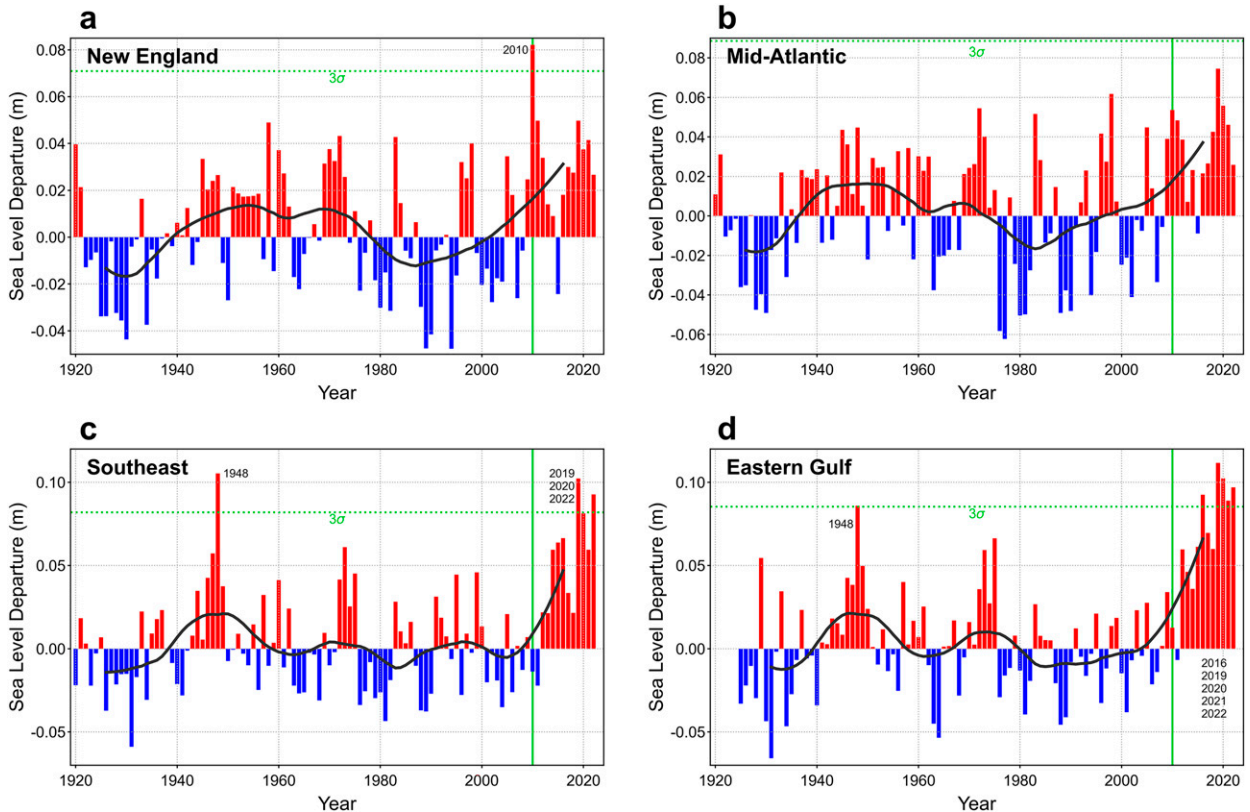 a
New England
2010
3σ
0.08
0.06
0.04
0.02
0.00
-0.02
-0.04
Sea Level Departure (m)
1920 1940 1960 1980 2000 2020
Year
b
Mid-Atlantic
3σ
0.08
0.06
0.04
0.02
0.00
-0.02
-0.04
-0.06
Sea Level Departure (m)
1920 1940 1960 1980 2000 2020
Year
c
Southeast
1948
2019
2020
2022
3σ
0.10
0.05
0.00
-0.05
Sea Level Departure (m)
1920 1940 1960 1980 2000 2020
Year
d
Eastern Gulf
1948
3σ
2016
2019
2020
2021
2022
0.10
0.05
0.00
-0.05
Sea Level Departure (m)
1920 1940 1960 1980 2000 2020
Year